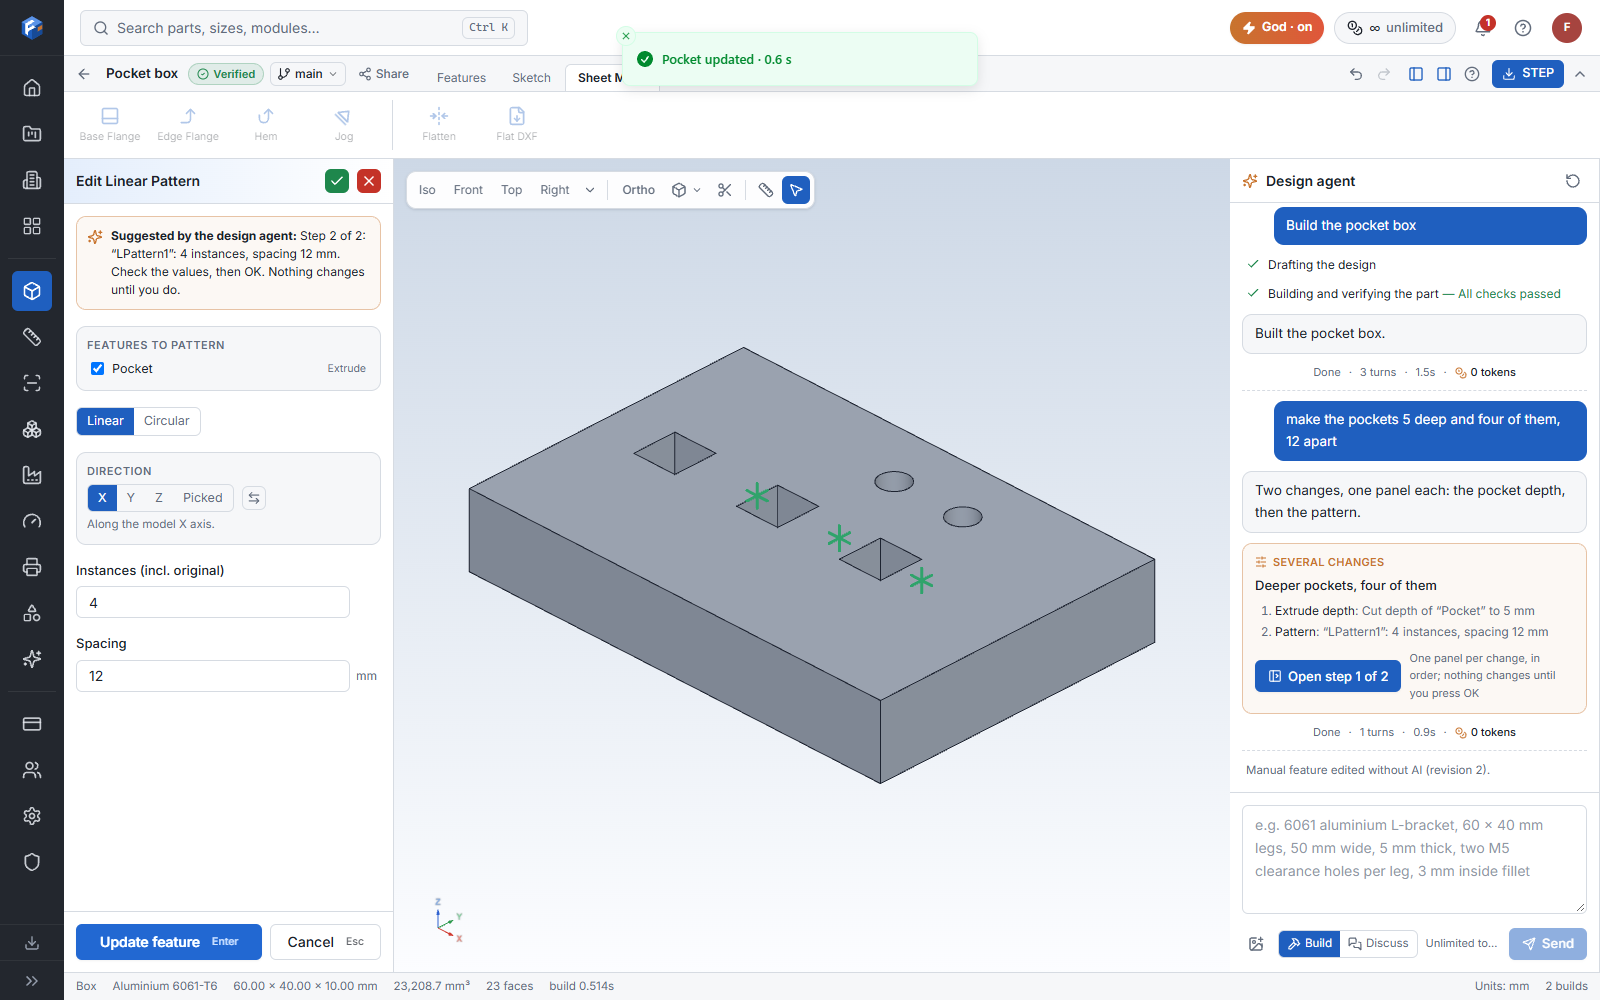 Search parts, sizes, modules...
Ctrl K
God · on
∞ unlimited
1
F
Pocket updated · 0.6 s
Pocket box
Verified
main
Share
Features
Sketch
Sheet M
STEP
Base Flange
Edge Flange
Hem
Jog
Flatten
Flat DXF
Edit Linear Pattern
Suggested by the design agent: Step 2 of 2:
“LPattern1”: 4 instances, spacing 12 mm.
Check the values, then OK. Nothing changes
until you do.
FEATURES TO PATTERN
Pocket
Extrude
Linear
Circular
DIRECTION
X
Y
Z
Picked
Along the model X axis.
Instances (incl. original)
4
Spacing
12
mm
Update feature Enter
Cancel Esc
Iso
Front
Top
Right
Ortho
Z
Y
X
Design agent
Build the pocket box
Drafting the design
Building and verifying the part — All checks passed
Built the pocket box.
Done · 3 turns · 1.5s · 0 tokens
make the pockets 5 deep and four of them,
12 apart
Two changes, one panel each: the pocket depth,
then the pattern.
SEVERAL CHANGES
Deeper pockets, four of them
1. Extrude depth: Cut depth of “Pocket” to 5 mm
2. Pattern: “LPattern1”: 4 instances, spacing 12 mm
Open step 1 of 2
One panel per change, in
order; nothing changes until
you press OK
Done · 1 turns · 0.9s · 0 tokens
Manual feature edited without AI (revision 2).
e.g. 6061 aluminium L-bracket, 60 × 40 mm
legs, 50 mm wide, 5 mm thick, two M5
clearance holes per leg, 3 mm inside fillet
Build
Discuss
Unlimited to...
Send
Box
Aluminium 6061-T6
60.00 × 40.00 × 10.00 mm
23,208.7 mm³
23 faces
build 0.514s
Units: mm
2 builds